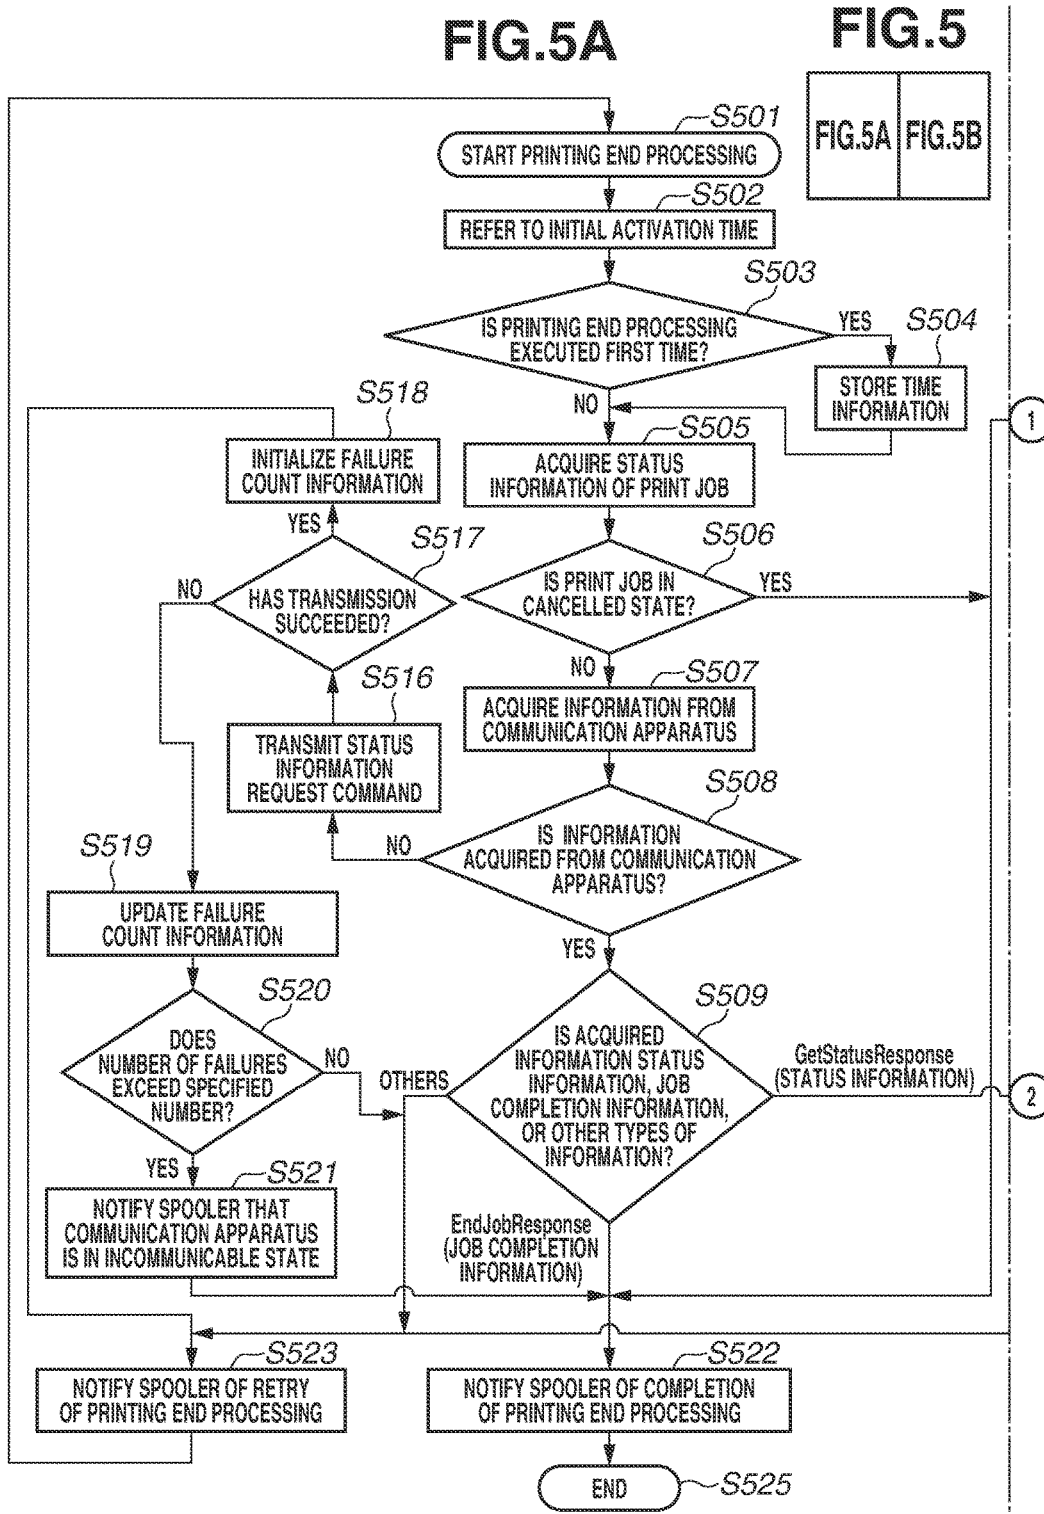 FIG.5A
FIG.5
FIG.5A
FIG.5B
S501
START PRINTING END PROCESSING
S502
REFER TO INITIAL ACTIVATION TIME
S503
IS PRINTING END PROCESSING
EXECUTED FIRST TIME?
YES
S504
STORE TIME
INFORMATION
NO
1
S505
ACQUIRE STATUS
INFORMATION OF PRINT JOB
S518
INITIALIZE FAILURE
COUNT INFORMATION
YES
S517
HAS TRANSMISSION
SUCCEEDED?
NO
S506
IS PRINT JOB IN
CANCELLED STATE?
YES
NO
S507
ACQUIRE INFORMATION FROM
COMMUNICATION APPARATUS
S516
TRANSMIT STATUS
INFORMATION
REQUEST COMMAND
S508
IS INFORMATION
ACQUIRED FROM COMMUNICATION
APPARATUS?
NO
YES
S519
UPDATE FAILURE
COUNT INFORMATION
S520
DOES
NUMBER OF FAILURES
EXCEED SPECIFIED
NUMBER?
NO
YES
S509
IS ACQUIRED
INFORMATION STATUS
INFORMATION, JOB
COMPLETION INFORMATION,
OR OTHER TYPES OF
INFORMATION?
OTHERS
GetStatusResponse
(STATUS INFORMATION)
2
S521
NOTIFY SPOOLER THAT
COMMUNICATION APPARATUS
IS IN INCOMMUNICABLE STATE
EndJobResponse
(JOB COMPLETION
INFORMATION)
S523
NOTIFY SPOOLER OF RETRY
OF PRINTING END PROCESSING
S522
NOTIFY SPOOLER OF COMPLETION
OF PRINTING END PROCESSING
END
S525